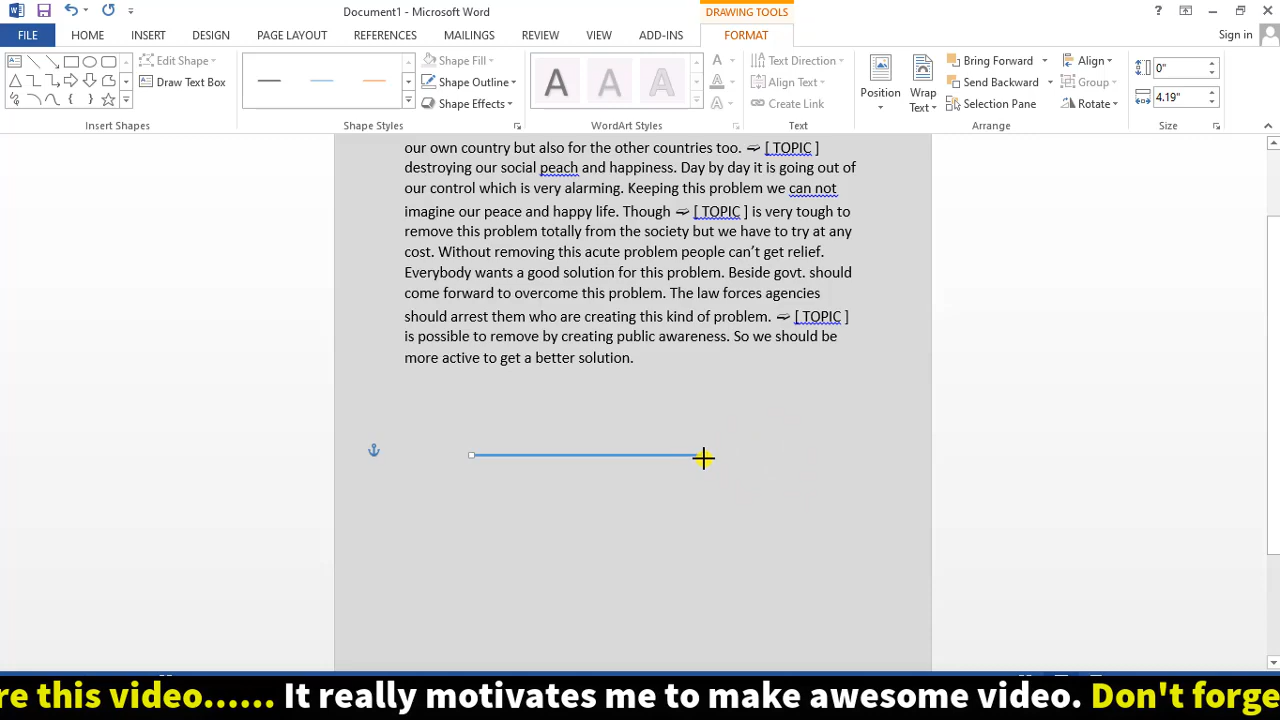 Document1 - Microsoft Word
DRAWING TOOLS
?
FILE HOME INSERT DESIGN PAGE LAYOUT REFERENCES MAILINGS REVIEW VIEW ADD-INS FORMAT Sign in
Edit Shape
Draw Text Box
Insert Shapes
Shape Fill
Shape Outline
Shape Effects
Shape Styles
A A A
WordArt Styles
Text Direction
Align Text
Create Link
Text
Position
Wrap Text
Bring Forward
Send Backward
Selection Pane
Align
Group
Rotate
Arrange
0"
4.19"
Size
our own country but also for the other countries too. ➫ [ TOPIC ]
destroying our social peach and happiness. Day by day it is going out of
our control which is very alarming. Keeping this problem we can not
imagine our peace and happy life. Though ➫ [ TOPIC ] is very tough to
remove this problem totally from the society but we have to try at any
cost. Without removing this acute problem people can’t get relief.
Everybody wants a good solution for this problem. Beside govt. should
come forward to overcome this problem. The law forces agencies
should arrest them who are creating this kind of problem. ➫ [ TOPIC ]
is possible to remove by creating public awareness. So we should be
more active to get a better solution.
re this video...... It really motivates me to make awesome video. Don't forge